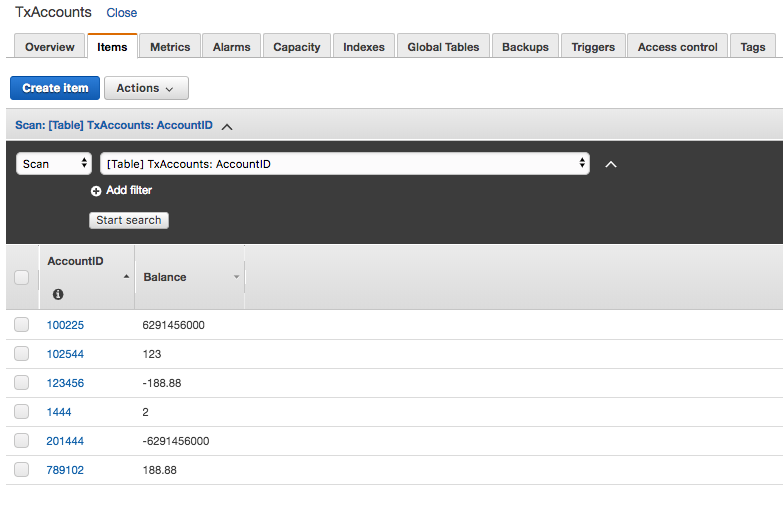 TxAccounts Close
Overview Items Metrics Alarms Capacity Indexes Global Tables Backups Triggers Access control Tags
Create item Actions
Scan: [Table] TxAccounts: AccountID
Scan [Table] TxAccounts: AccountID
Add filter
Start search
AccountID
Balance
100225 6291456000
102544 123
123456 -188.88
1444 2
201444 -6291456000
789102 188.88